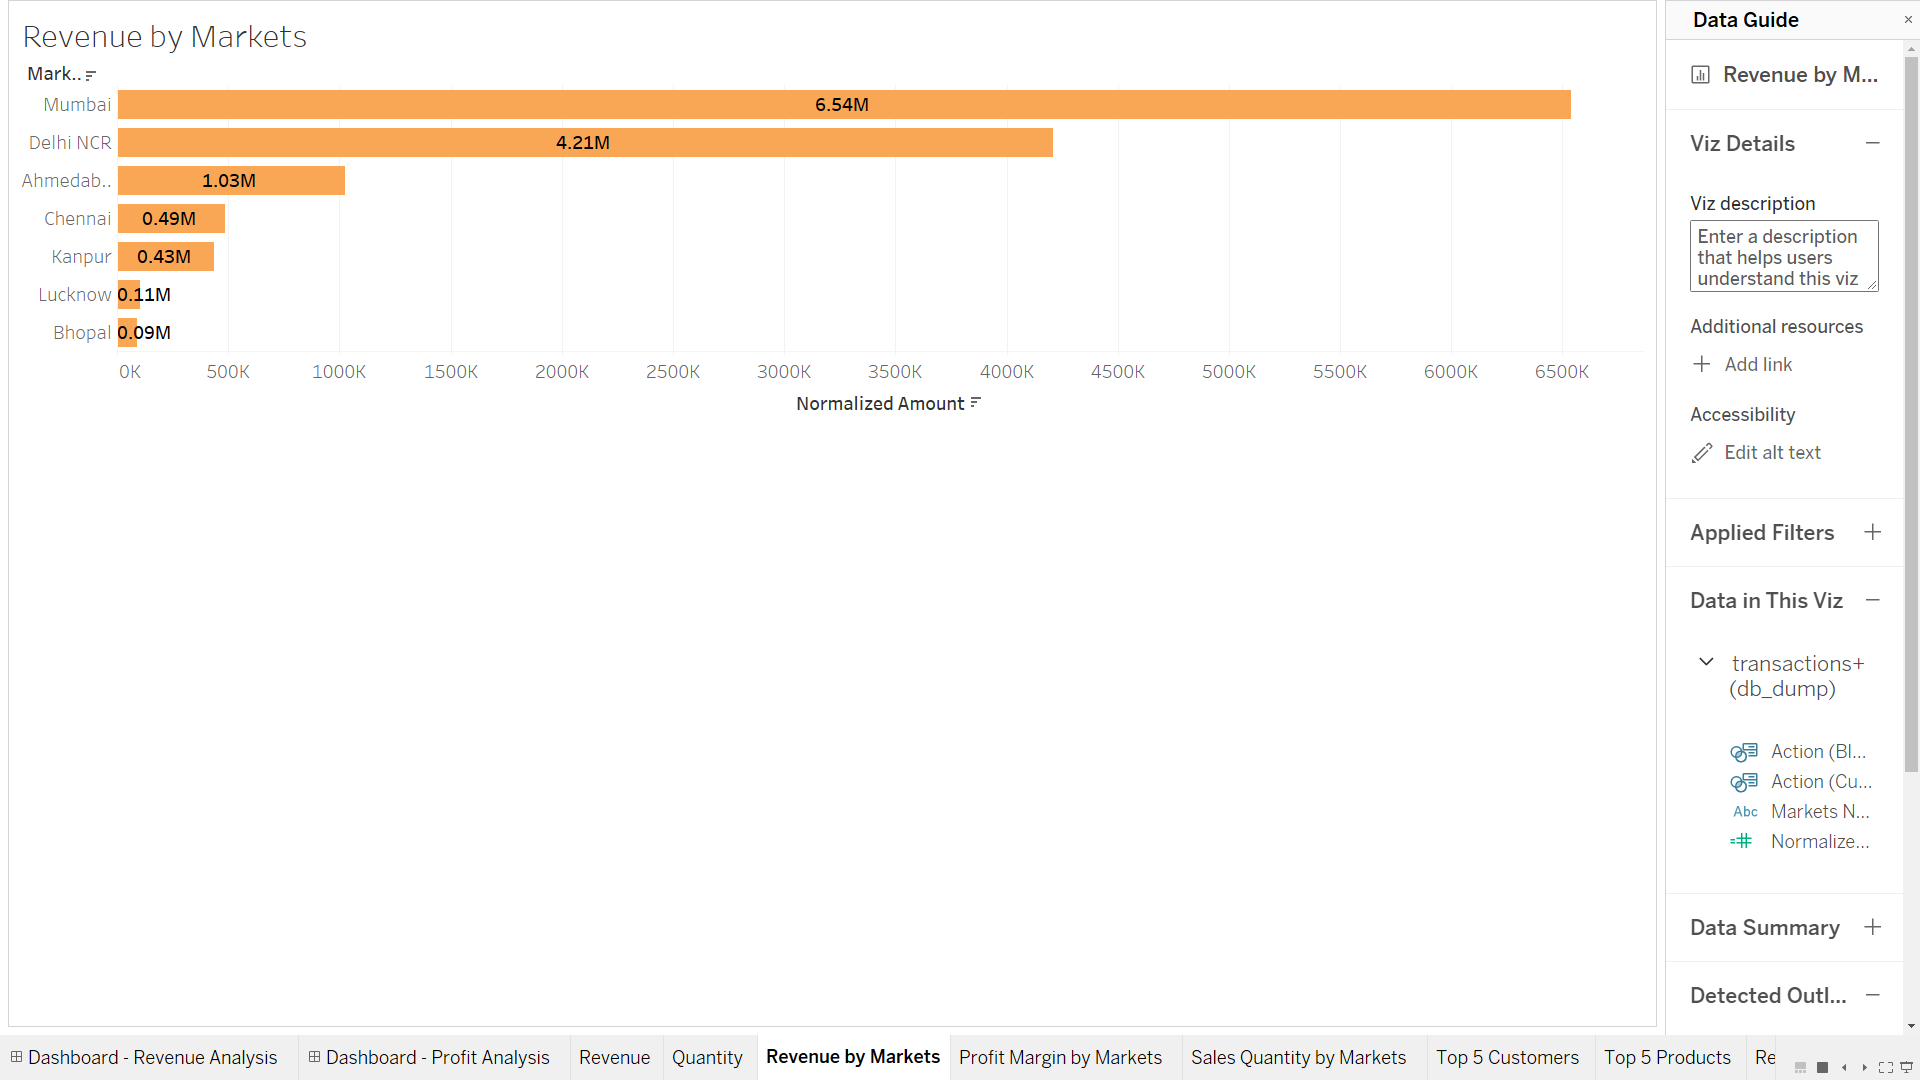 Revenue by Markets
Mark..
Mumbai 6.54M
Delhi NCR 4.21M
Ahmedab.. 1.03M
Chennai 0.49M
Kanpur 0.43M
Lucknow 0.11M
Bhopal 0.09M
0K 500K 1000K 1500K 2000K 2500K 3000K 3500K 4000K 4500K 5000K 5500K 6000K 6500K
Normalized Amount
Data Guide
Revenue by M...
Viz Details
Viz description
Enter a description
that helps users
understand this viz
Additional resources
Add link
Accessibility
Edit alt text
Applied Filters
Data in This Viz
transactions+
(db_dump)
Action (Bl...
Action (Cu...
Abc Markets N...
Normalize...
Data Summary
Detected Outl...
Dashboard - Revenue Analysis Dashboard - Profit Analysis Revenue Quantity Revenue by Markets Profit Margin by Markets Sales Quantity by Markets Top 5 Customers Top 5 Products Re